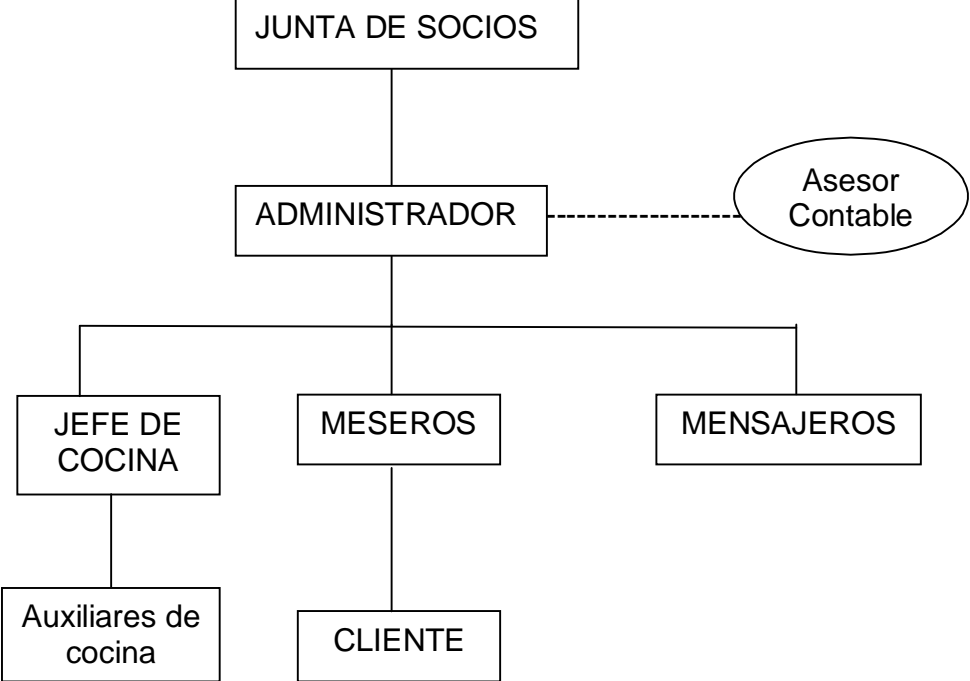 JUNTA DE SOCIOS
ADMINISTRADOR
Asesor
Contable
JEFE DE
COCINA
MESEROS
MENSAJEROS
Auxiliares de
cocina
CLIENTE